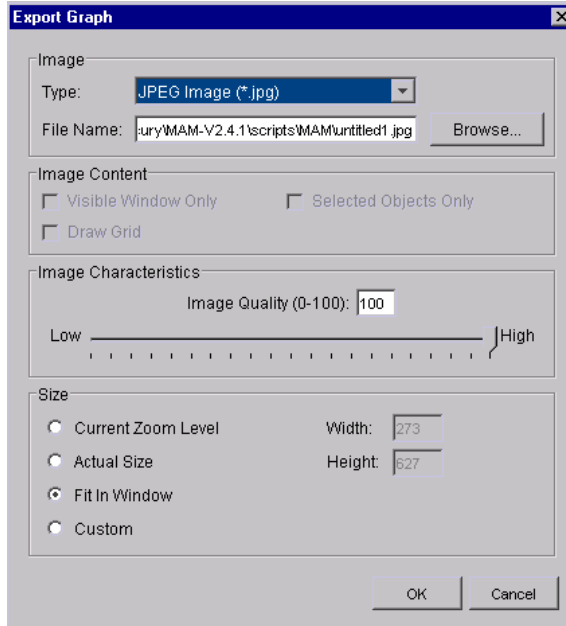 Export Graph
Image
Type: JPEG Image (*.jpg)
File Name: :ury\MAM-V2.4.1\scripts\MAM\untitled1.jpg Browse...
Image Content
Visible Window Only Selected Objects Only
Draw Grid
Image Characteristics
Image Quality (0-100): 100
Low High
Size
Current Zoom Level Width: 273
Actual Size Height: 627
Fit In Window
Custom
OK Cancel